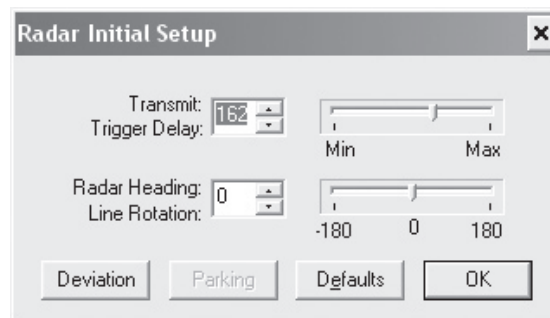 Radar Initial Setup
Transmit:
Trigger Delay: 162
Min Max
Radar Heading:
Line Rotation: 0
-180 0 180
Deviation Parking Defaults OK